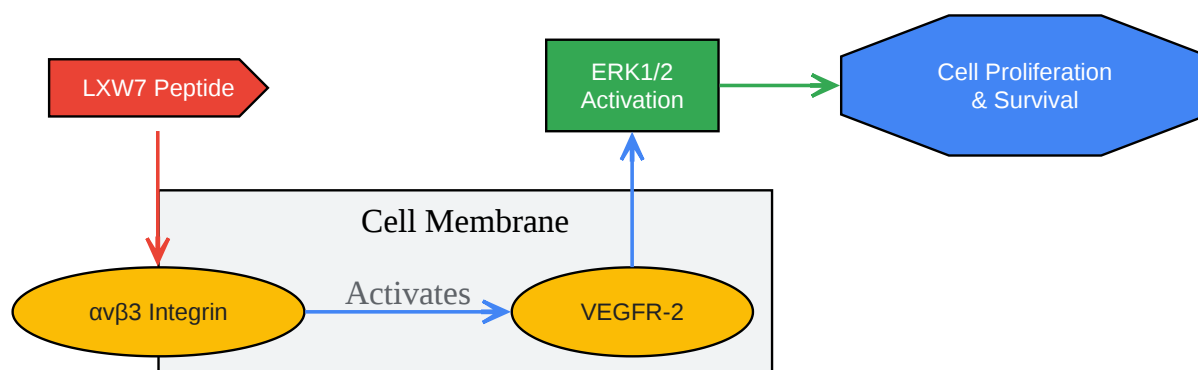 LXW7 Peptide
ERK1/2
Activation
Cell Proliferation
& Survival
Cell Membrane
αvβ3 Integrin
Activates
VEGFR-2